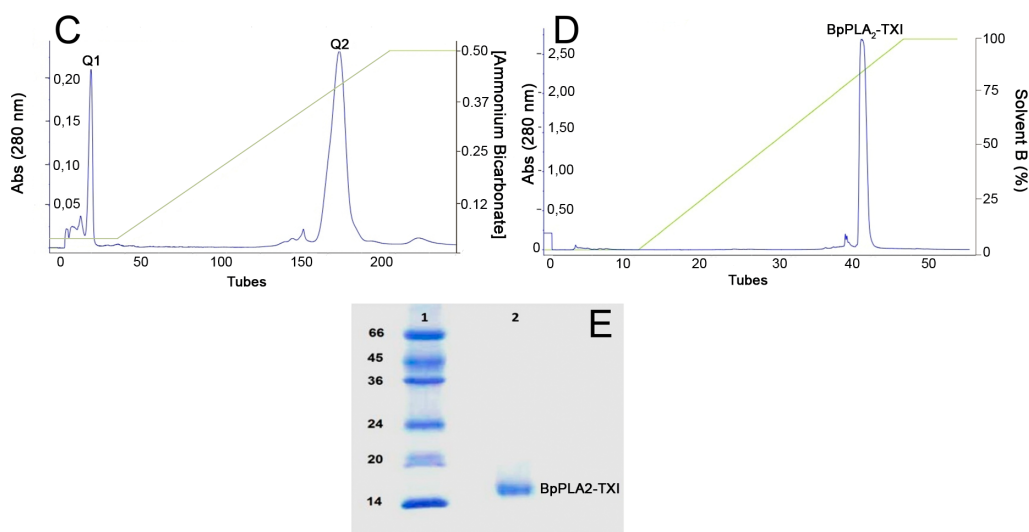 C
Q1
Q2
Abs (280 nm)
0,20
0,15
0,10
0,05
0
50
100
150
200
Tubes
0.50
0.37
0.25
0.12
[Ammonium Bicarbonate]
D
BpPLA₂-TXI
Abs (280 nm)
2,50
2,00
1,50
1,00
0,50
0
0
10
20
30
40
50
Tubes
100
75
50
25
0
Solvent B (%)
E
1
2
66
45
36
24
20
14
BpPLA2-TXI